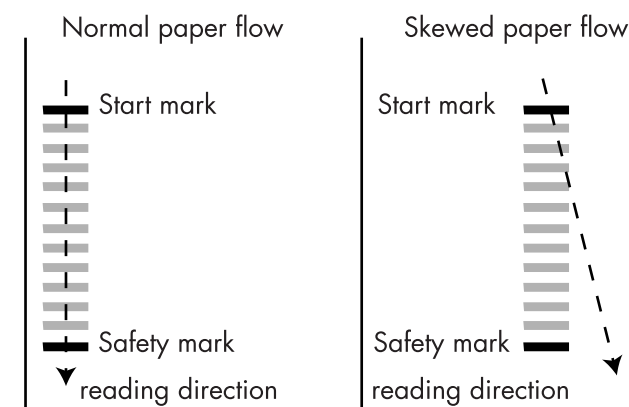 Normal paper flow
Start mark
Safety mark
reading direction
Skewed paper flow
Start mark
Safety mark
reading direction